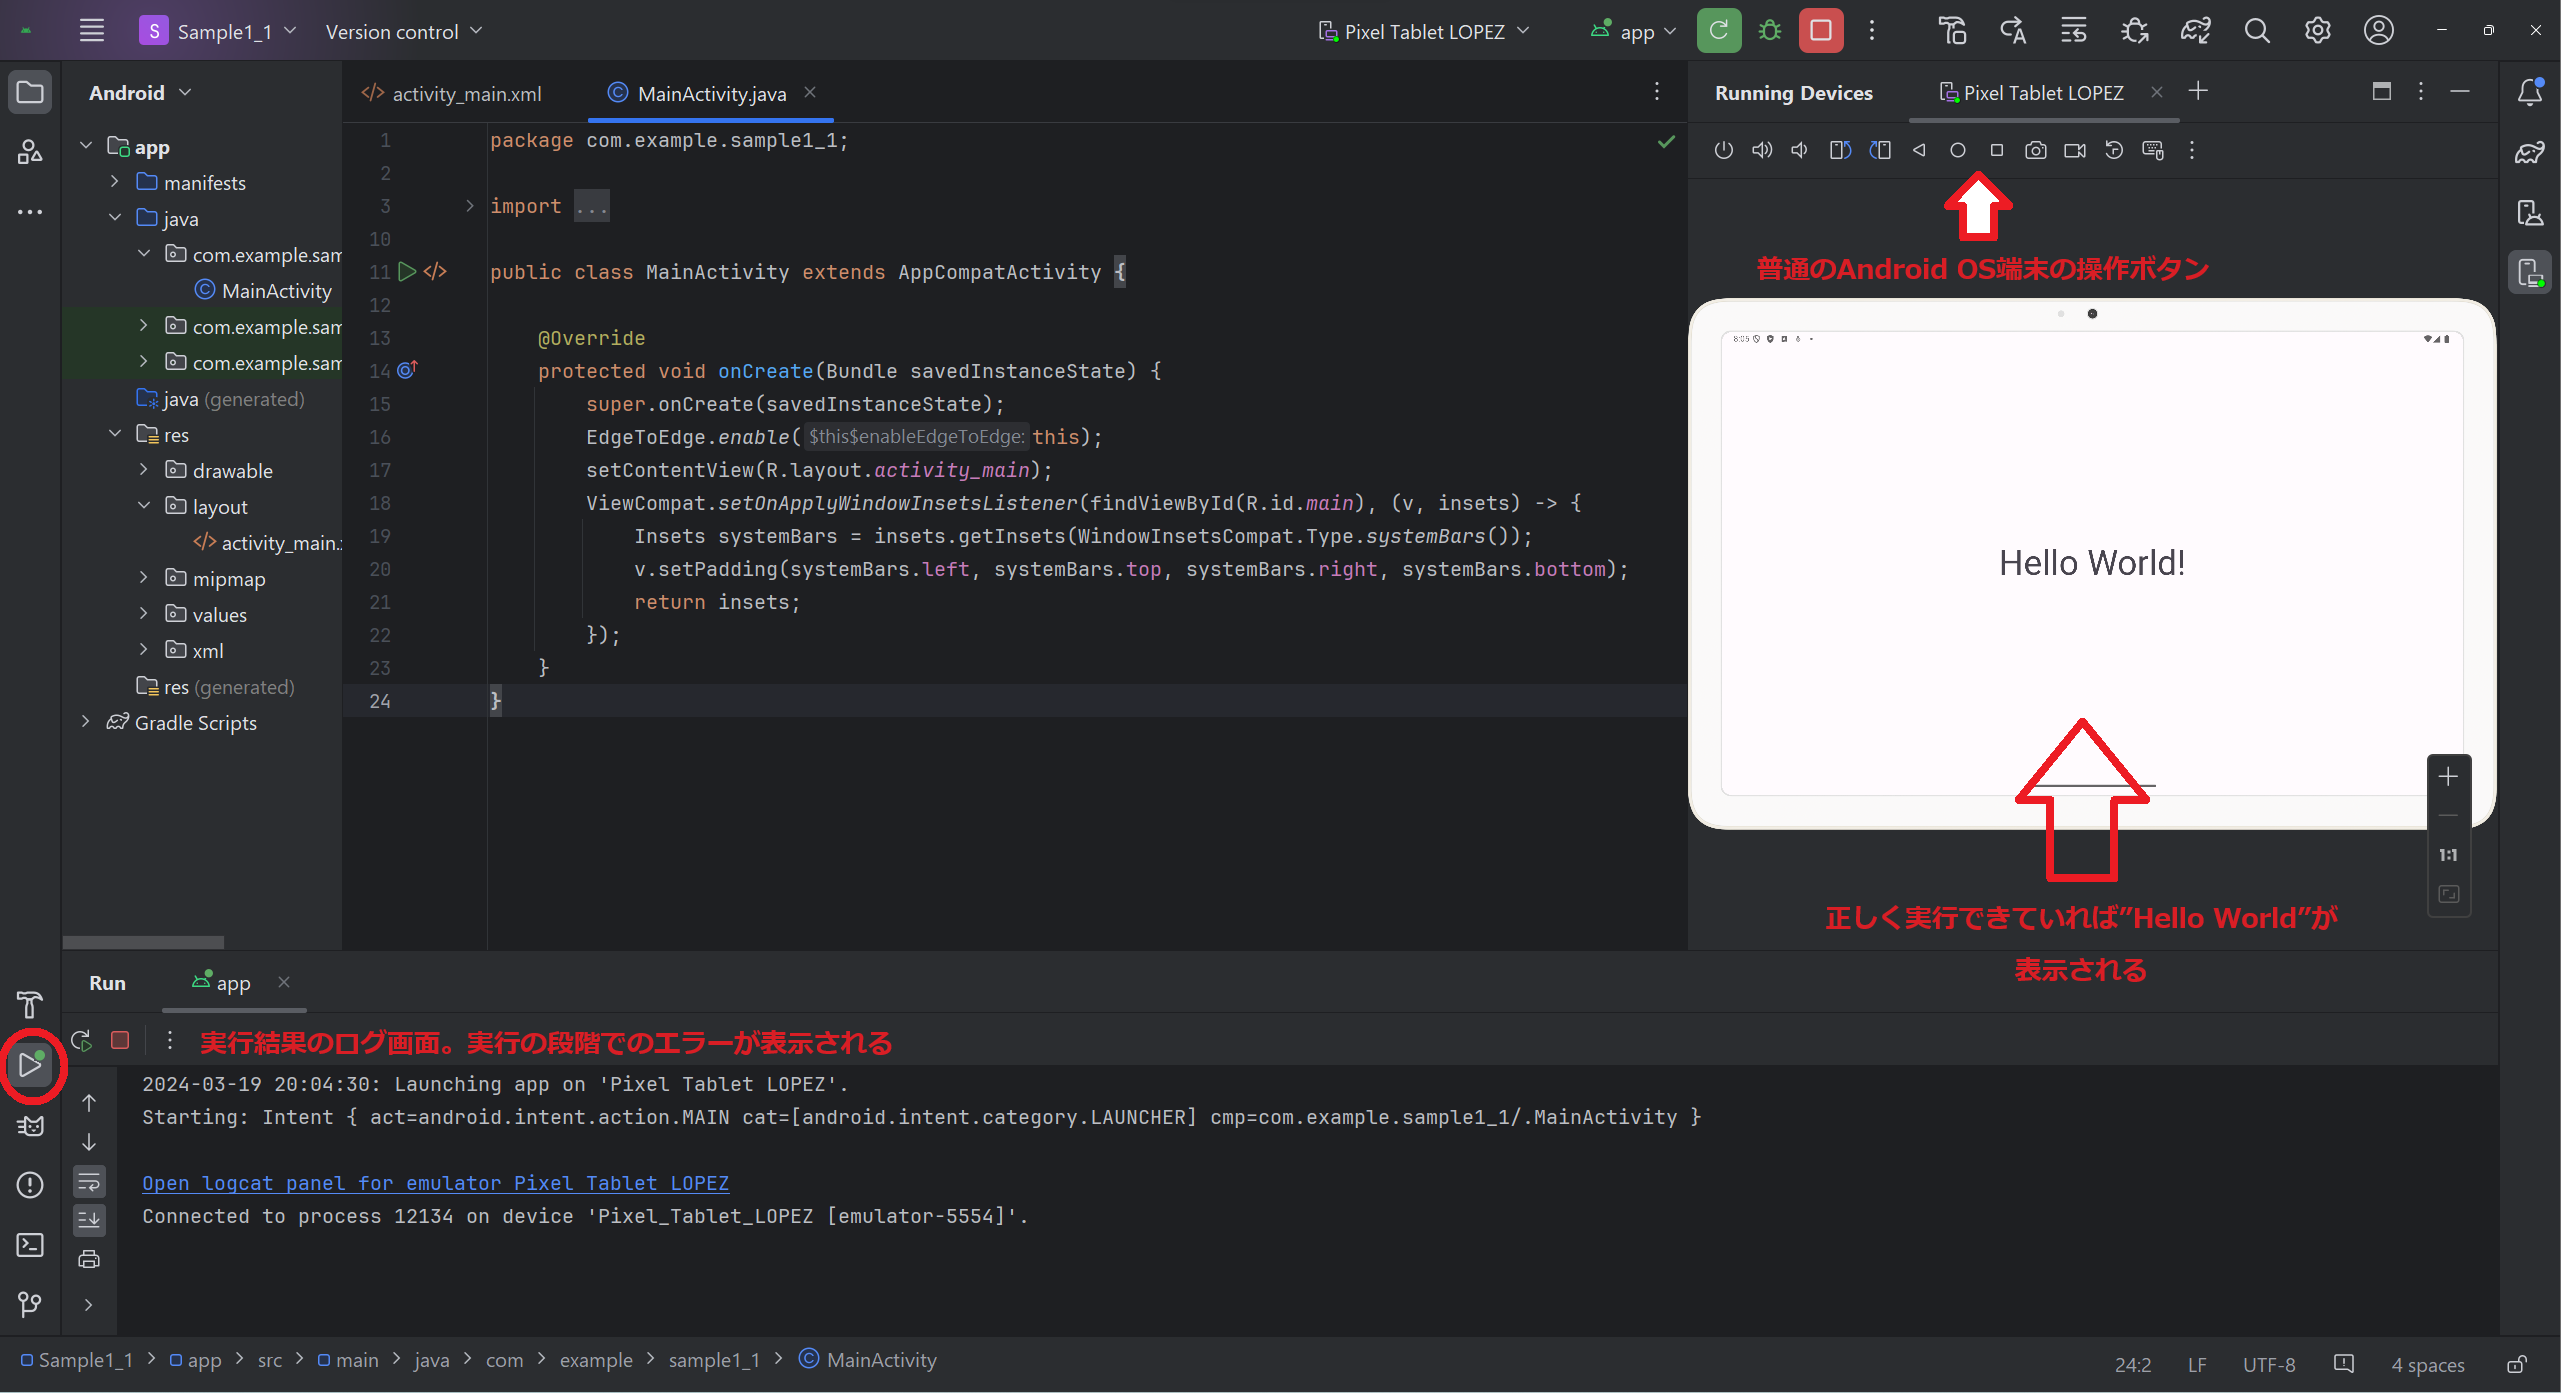 S Sample1_1 Version control Pixel Tablet LOPEZ app
Android
app
manifests
java
com.example.sam
MainActivity
com.example.sam
com.example.sam
java (generated)
res
drawable
layout
activity_main.
mipmap
values
xml
res (generated)
Gradle Scripts
activity_main.xml MainActivity.java
1 package com.example.sample1_1;
2
3 import ...
10
11 public class MainActivity extends AppCompatActivity {
12
13 @Override
14 protected void onCreate(Bundle savedInstanceState) {
15 super.onCreate(savedInstanceState);
16 EdgeToEdge.enable( $this$enableEdgeToEdge: this);
17 setContentView(R.layout.activity_main);
18 ViewCompat.setOnApplyWindowInsetsListener(findViewById(R.id.main), (v, insets) -> {
19 Insets systemBars = insets.getInsets(WindowInsetsCompat.Type.systemBars());
20 v.setPadding(systemBars.left, systemBars.top, systemBars.right, systemBars.bottom);
21 return insets;
22 });
23 }
24 }
Running Devices Pixel Tablet LOPEZ
普通のAndroid OS端末の操作ボタン
8:05
Hello World!
1:1
正しく実行できていれば”Hello World”が
表示される
Run app
実行結果のログ画面。実行の段階でのエラーが表示される
2024-03-19 20:04:30: Launching app on 'Pixel Tablet LOPEZ'.
Starting: Intent { act=android.intent.action.MAIN cat=[android.intent.category.LAUNCHER] cmp=com.example.sample1_1/.MainActivity }
Open logcat panel for emulator Pixel Tablet LOPEZ
Connected to process 12134 on device 'Pixel_Tablet_LOPEZ [emulator-5554]'.
Sample1_1 > app > src > main > java > com > example > sample1_1 > MainActivity
24:2 LF UTF-8 4 spaces